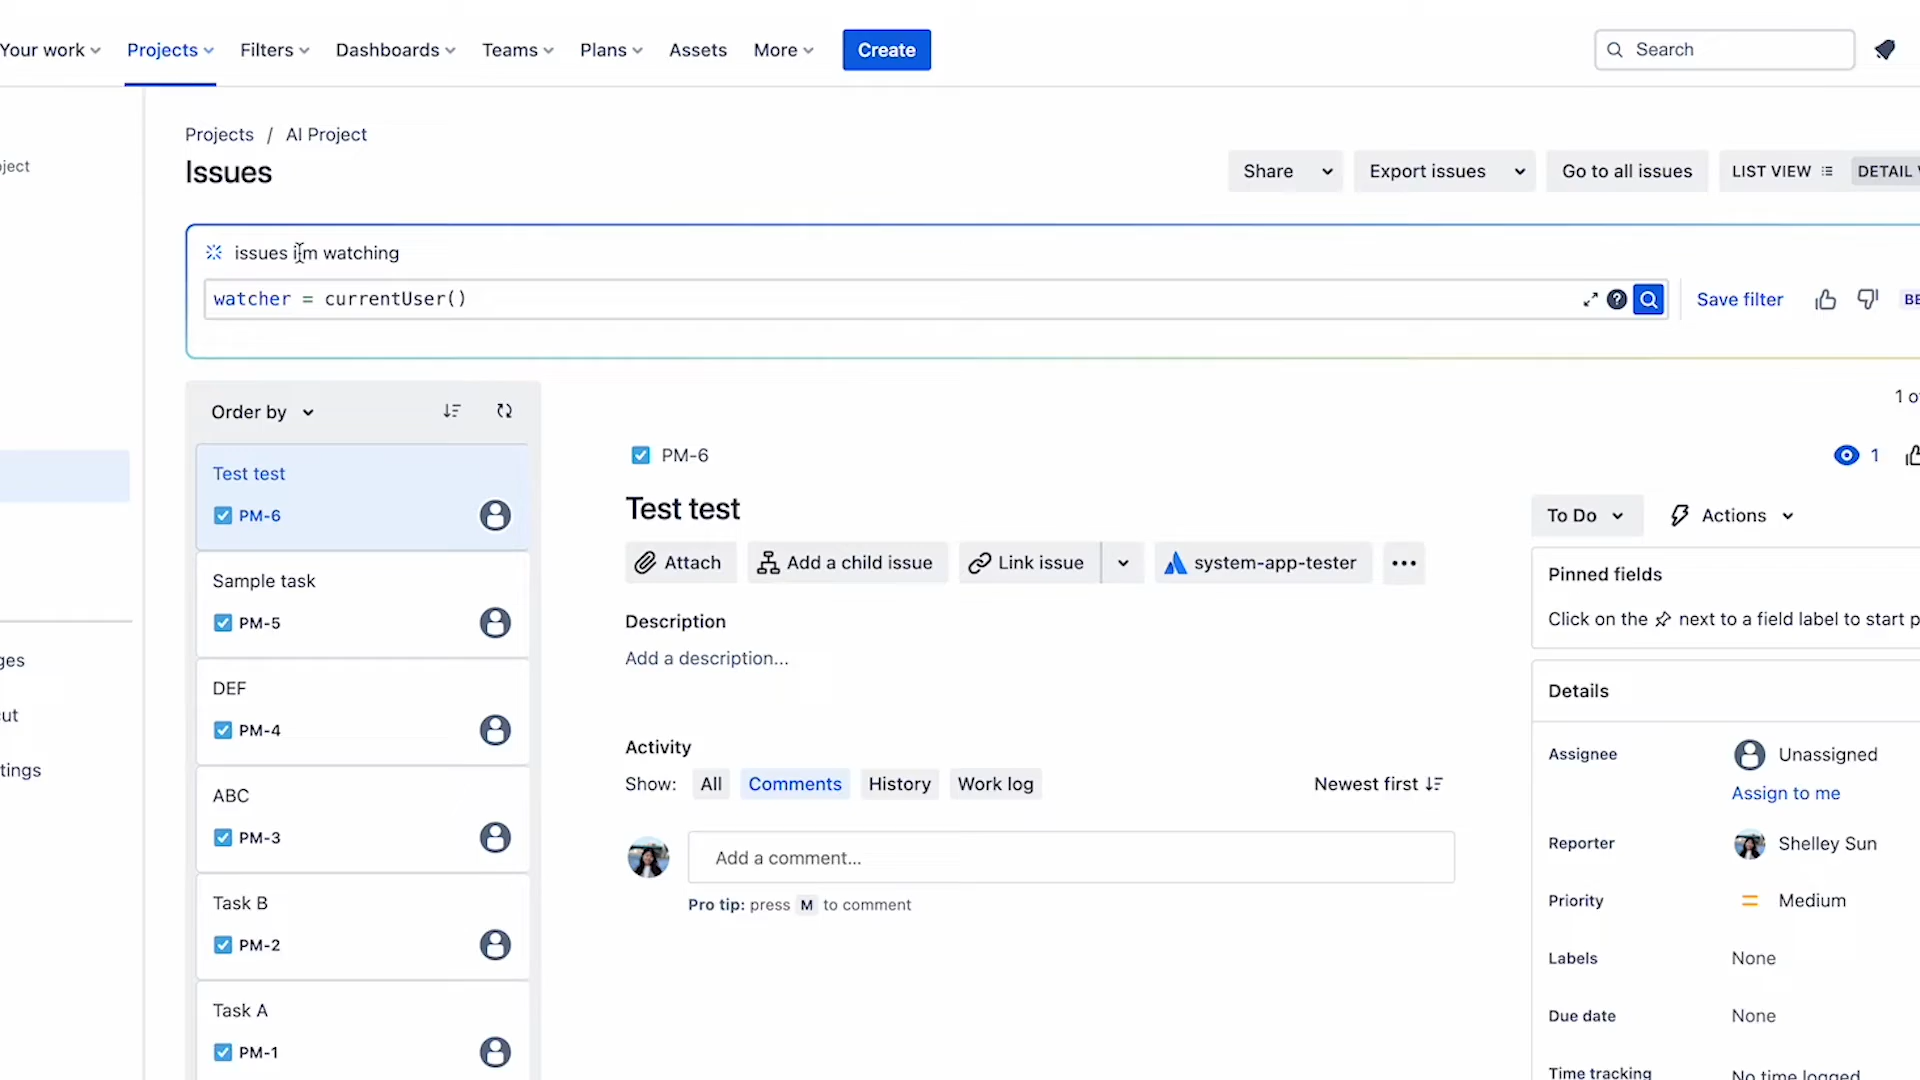 Your work Projects Filters Dashboards Teams Plans Assets More Create Search
Projects / AI Project
ject
Issues
Share Export issues Go to all issues LIST VIEW DETAIL
issues i'm watching
watcher = currentUser() ? Save filter BE
Order by
1 o
Test test
PM-6
Sample task
PM-5
DEF
PM-4
ABC
PM-3
Task B
PM-2
Task A
PM-1
ges
cut
tings
PM-6
1
Test test
Attach Add a child issue Link issue system-app-tester
Description
Add a description...
Activity
Show: All Comments History Work log Newest first
Add a comment...
Pro tip: press M to comment
To Do Actions
Pinned fields
Click on the next to a field label to start p
Details
Assignee Unassigned
Assign to me
Reporter Shelley Sun
Priority Medium
Labels None
Due date None
Time tracking No time logged